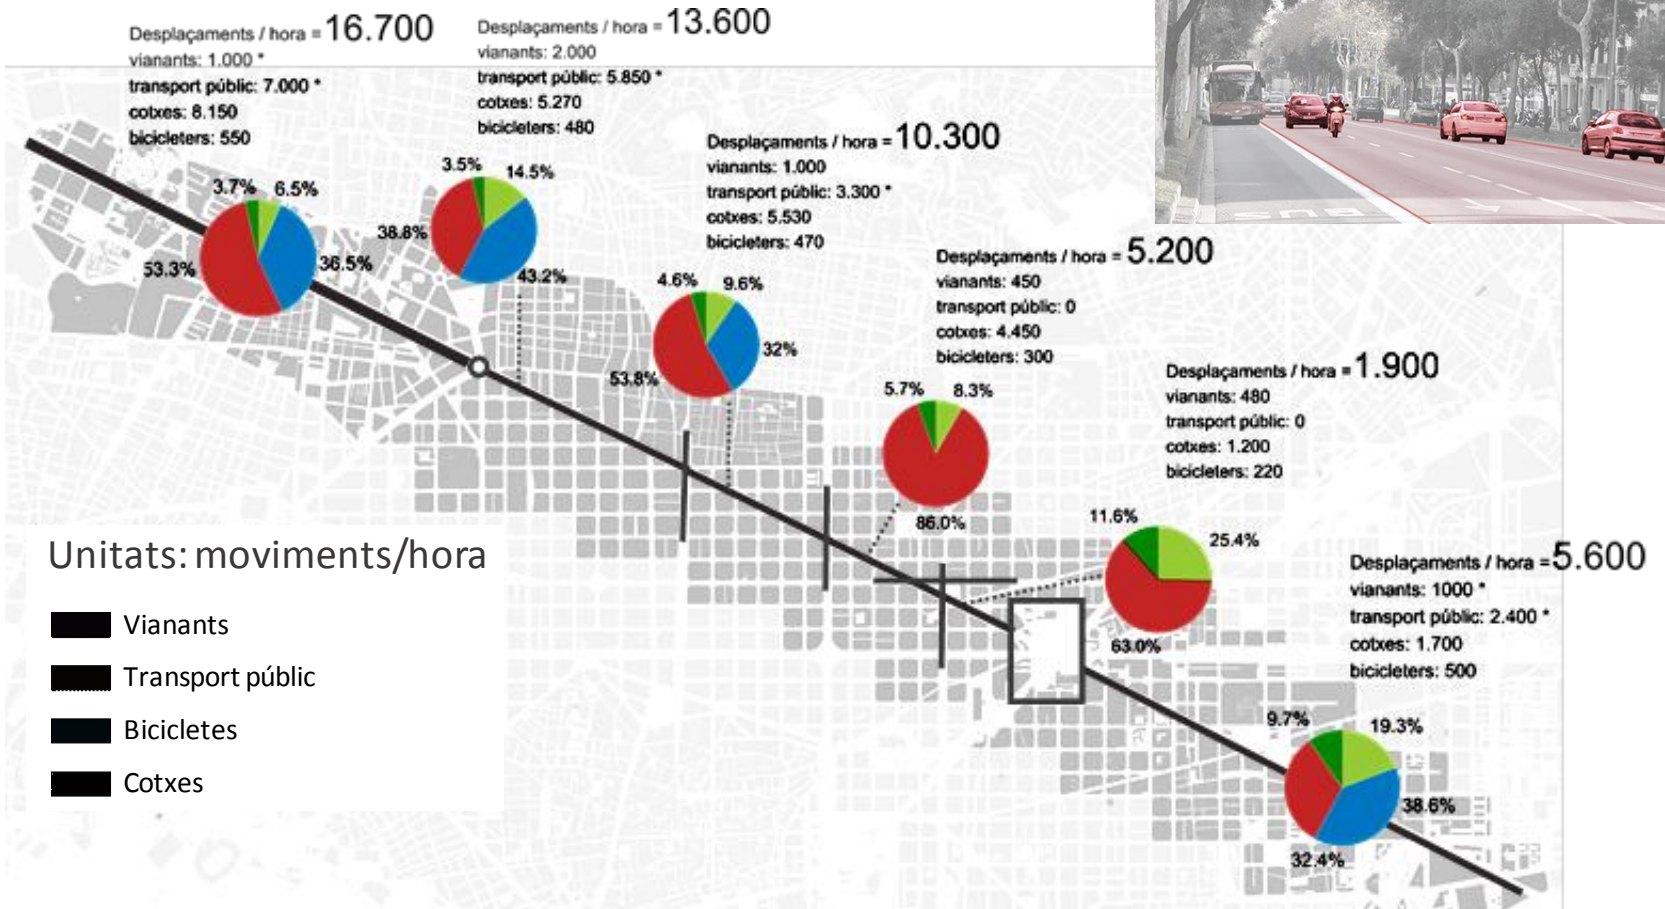 Desplaçaments / hora = 16.700
vianants: 1.000 *
transport públic: 7.000 *
cotxes: 8.150
bicicleters: 550
3.7% 6.5%
53.3% 36.5%
Desplaçaments / hora = 13.600
vianants: 2.000
transport públic: 5.850 *
cotxes: 5.270
bicicleters: 480
3.5% 14.5%
38.8%
43.2%
Desplaçaments / hora = 10.300
vianants: 1.000
transport públic: 3.300 *
cotxes: 5.530
bicicleters: 470
4.6% 9.6%
32%
53.8%
Desplaçaments / hora = 5.200
vianants: 450
transport públic: 0
cotxes: 4.450
bicicleters: 300
5.7% 8.3%
86.0%
Desplaçaments / hora = 1.900
vianants: 480
transport públic: 0
cotxes: 1.200
bicicleters: 220
11.6%
25.4%
63.0%
Desplaçaments / hora = 5.600
vianants: 1000 *
transport públic: 2.400 *
cotxes: 1.700
bicicleters: 500
9.7% 19.3%
38.6%
32.4%
Unitats: moviments/hora
Vianants
Transport públic
Bicicletes
Cotxes
BUS